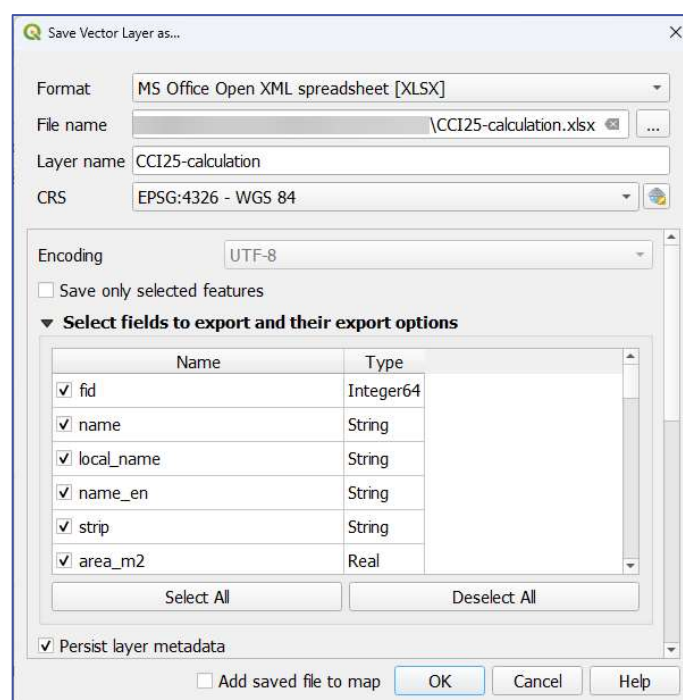 Save Vector Layer as...
Format MS Office Open XML spreadsheet [XLSX]
File name \CCI25-calculation.xlsx ...
Layer name CCI25-calculation
CRS EPSG:4326 - WGS 84
Encoding UTF-8
Save only selected features
Select fields to export and their export options
Name Type
fid Integer64
name String
local_name String
name_en String
strip String
area_m2 Real
Select All Deselect All
Persist layer metadata
Add saved file to map OK Cancel Help